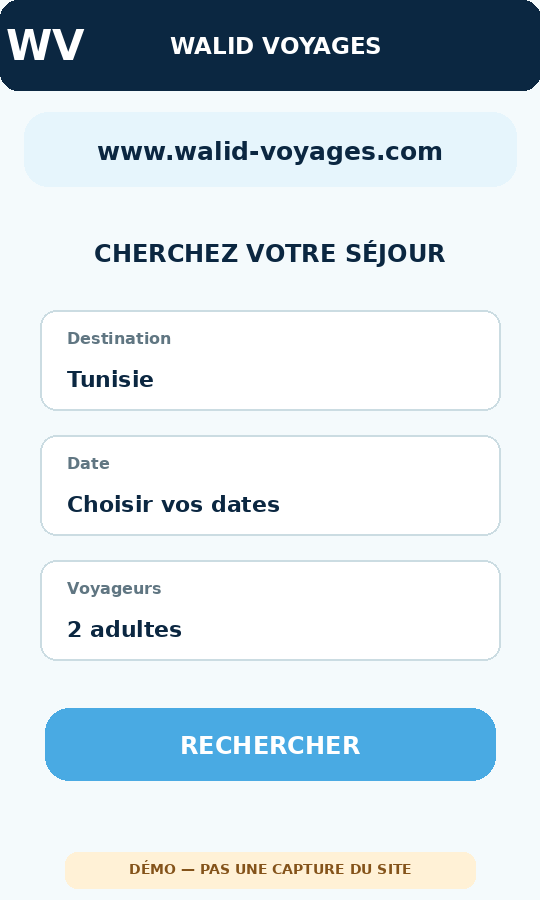 WV
WALID VOYAGES
www.walid-voyages.com
CHERCHEZ VOTRE SÉJOUR
Destination
Tunisie
Date
Choisir vos dates
Voyageurs
2 adultes
RECHERCHER
DÉMO — PAS UNE CAPTURE DU SITE